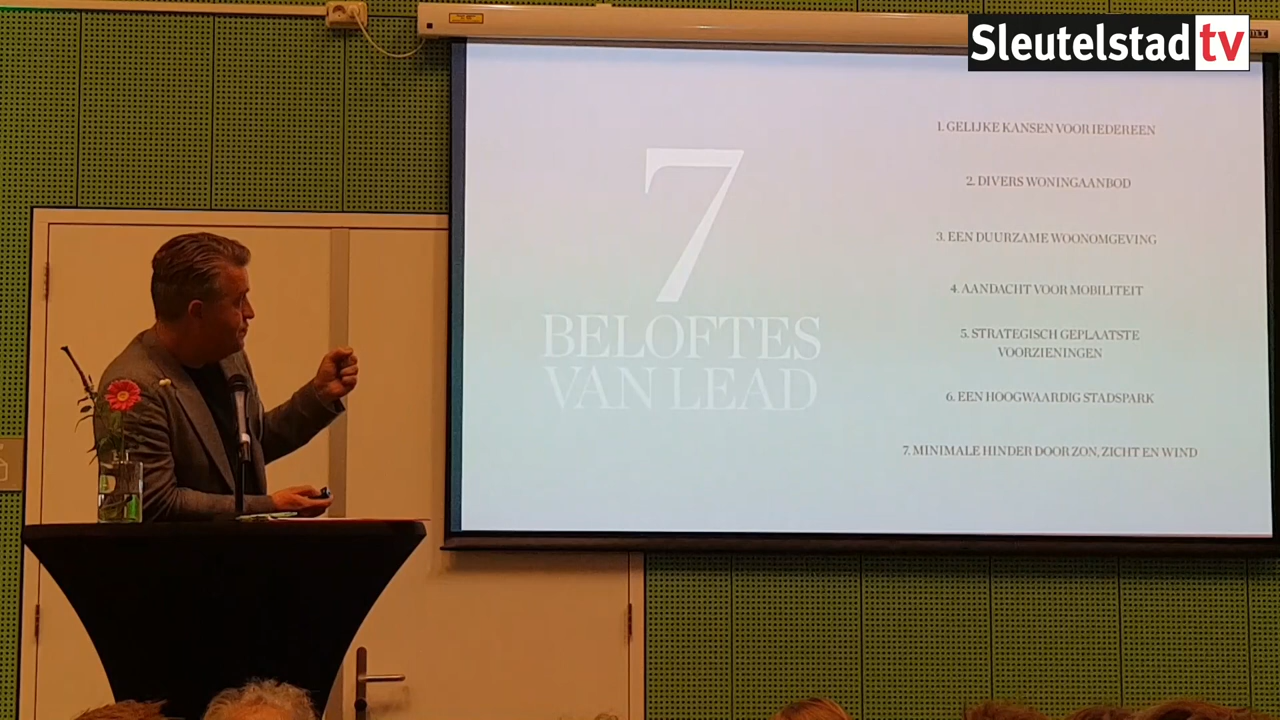 Sleutelstad tv
7
BELOFTES
VAN LEAD
1. GELIJKE KANSEN VOOR IEDEREEN
2. DIVERS WONINGAANBOD
3. EEN DUURZAME WOONOMGEVING
4. AANDACHT VOOR MOBILITEIT
5. STRATEGISCH GEPLAATSTE
VOORZIENINGEN
6. EEN HOOGWAARDIG STADSPARK
7. MINIMALE HINDER DOOR ZON, ZICHT EN WIND